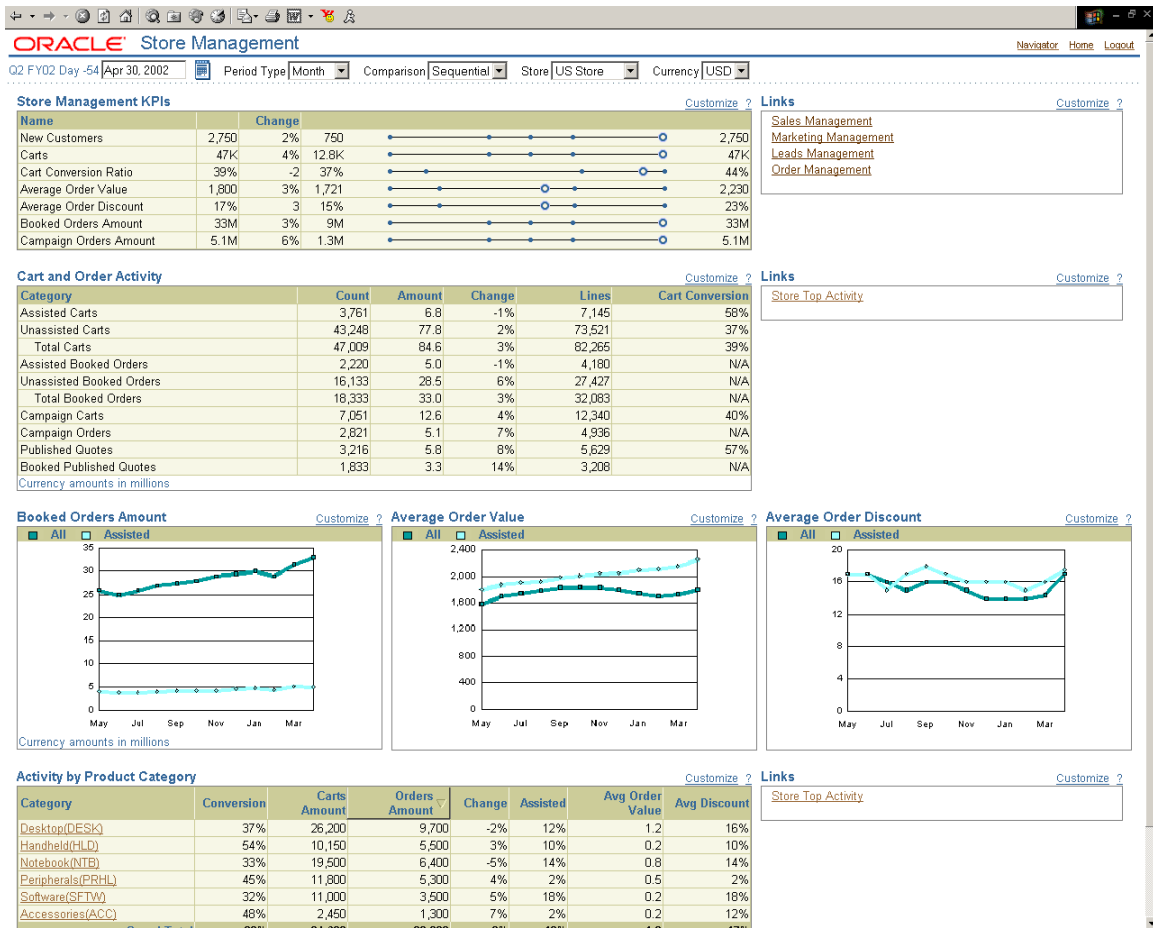 ORACLE Store Management
Navigator Home Logout
Q2 FY02 Day -54 Apr 30, 2002 Period Type Month Comparison Sequential Store US Store Currency USD
Store Management KPIs Customize ?
Name Change
New Customers 2,750 2% 750 2,750
Carts 47K 4% 12.8K 47K
Cart Conversion Ratio 39% -2 37% 44%
Average Order Value 1,800 3% 1,721 2,230
Average Order Discount 17% 3 15% 23%
Booked Orders Amount 33M 3% 9M 33M
Campaign Orders Amount 5.1M 6% 1.3M 5.1M
Links Customize ?
Sales Management
Marketing Management
Leads Management
Order Management
Cart and Order Activity Customize ?
Category Count Amount Change Lines Cart Conversion
Assisted Carts 3,761 6.8 -1% 7,145 58%
Unassisted Carts 43,248 77.8 2% 73,521 37%
Total Carts 47,009 84.6 3% 82,265 39%
Assisted Booked Orders 2,220 5.0 -1% 4,180 N/A
Unassisted Booked Orders 16,133 28.5 6% 27,427 N/A
Total Booked Orders 18,333 33.0 3% 32,083 N/A
Campaign Carts 7,051 12.6 4% 12,340 40%
Campaign Orders 2,821 5.1 7% 4,936 N/A
Published Quotes 3,216 5.8 8% 5,629 57%
Booked Published Quotes 1,833 3.3 14% 3,208 N/A
Currency amounts in millions
Links Customize ?
Store Top Activity
Booked Orders Amount Customize ?
All Assisted
35
30
25
20
15
10
5
0
May Jul Sep Nov Jan Mar
Currency amounts in millions
Average Order Value Customize ?
All Assisted
2,400
2,000
1,600
1,200
800
400
0
May Jul Sep Nov Jan Mar
Average Order Discount Customize ?
All Assisted
20
16
12
8
4
0
May Jul Sep Nov Jan Mar
Activity by Product Category Customize ?
Category Conversion Carts Amount Orders Amount Change Assisted Avg Order Value Avg Discount
Desktop(DESK) 37% 26,200 9,700 -2% 12% 1.2 16%
Handheld(HLD) 54% 10,150 5,500 3% 10% 0.2 10%
Notebook(NTB) 33% 19,500 6,400 -5% 14% 0.8 14%
Peripherals(PRHL) 45% 11,800 5,300 4% 2% 0.5 2%
Software(SFTW) 32% 11,000 3,500 5% 18% 0.2 18%
Accessories(ACC) 48% 2,450 1,300 7% 2% 0.2 12%
Links Customize ?
Store Top Activity